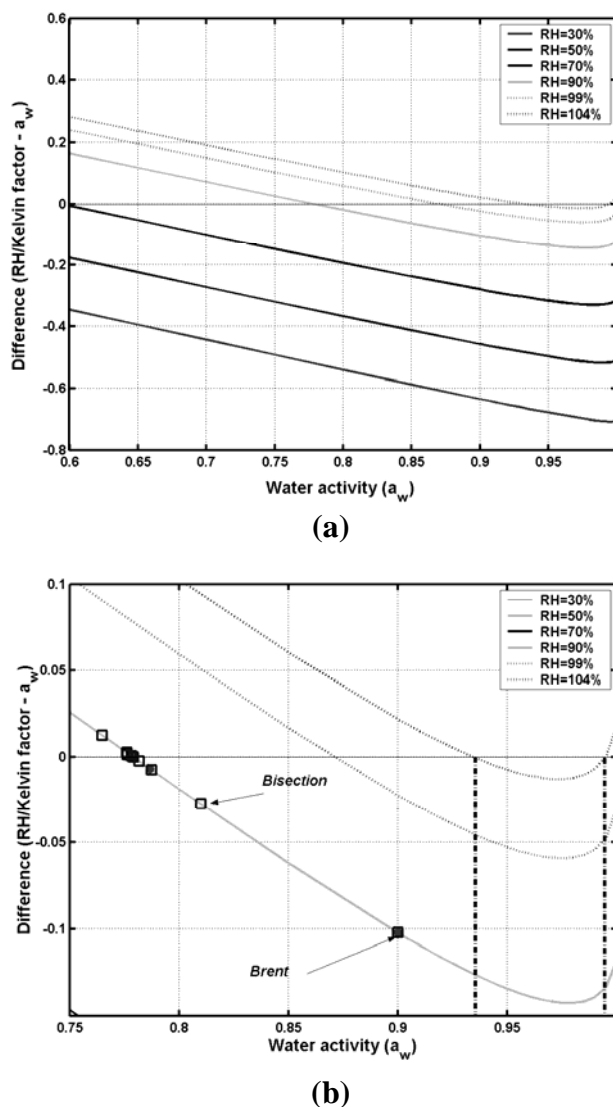 0.6
0.4
0.2
0
-0.2
-0.4
-0.6
-0.8
Difference (RH/Kelvin factor - a_w)
RH=30%
RH=50%
RH=70%
RH=90%
RH=99%
RH=104%
0.6 0.65 0.7 0.75 0.8 0.85 0.9 0.95
Water activity (a_w)
(a)
0.1
0.05
0
-0.05
-0.1
Difference (RH/Kelvin factor - a_w)
RH=30%
RH=50%
RH=70%
RH=90%
RH=99%
RH=104%
Bisection
Brent
0.75 0.8 0.85 0.9 0.95
Water activity (a_w)
(b)